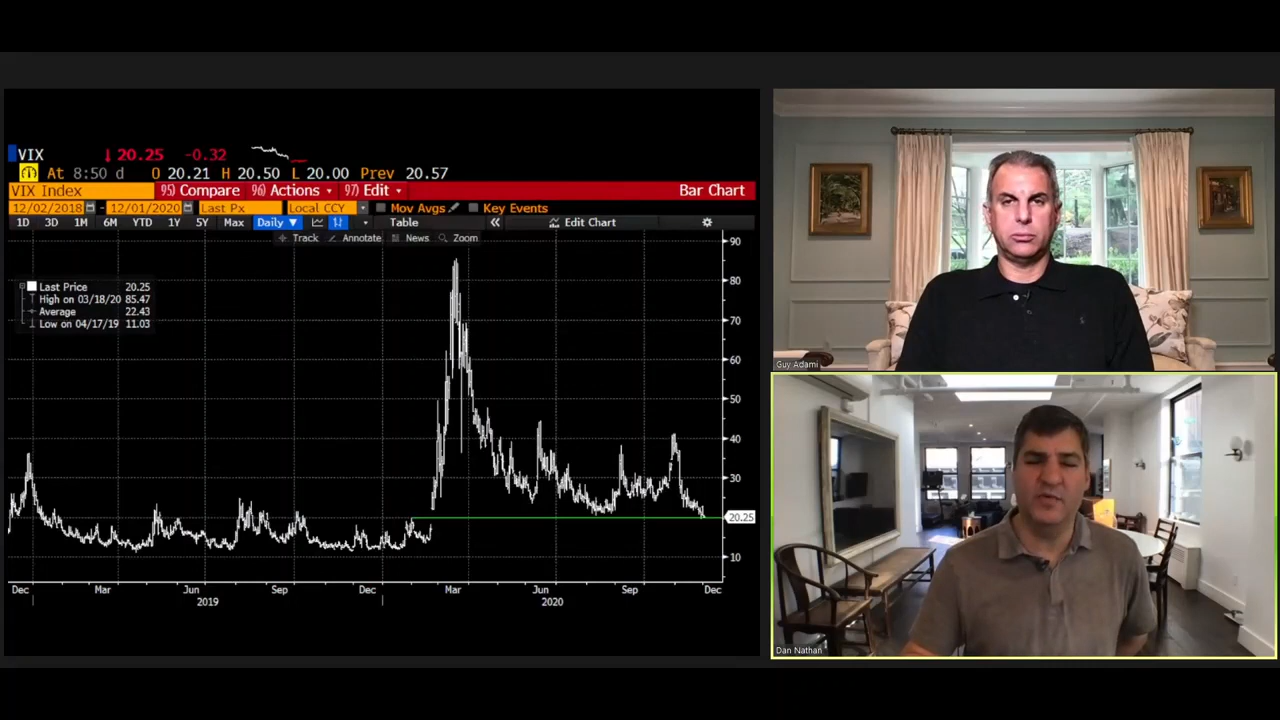 VIX ↓ 20.25 -0.32
At 8:50 d O 20.21 H 20.50 L 20.00 Prev 20.57
VIX Index 95) Compare 96) Actions 97) Edit Bar Chart
12/02/2018 - 12/01/2020 Last Px Local CCY Mov Avgs Key Events
1D 3D 1M 6M YTD 1Y 5Y Max Daily ▼ Table « Edit Chart
Track Annotate News Zoom
Last Price 20.25
High on 03/18/20 85.47
Average 22.43
Low on 04/17/19 11.03
90
80
70
60
50
40
30
20.25
10
Dec Mar Jun Sep Dec Mar Jun Sep Dec
2019 2020
Guy Adami
Dan Nathan